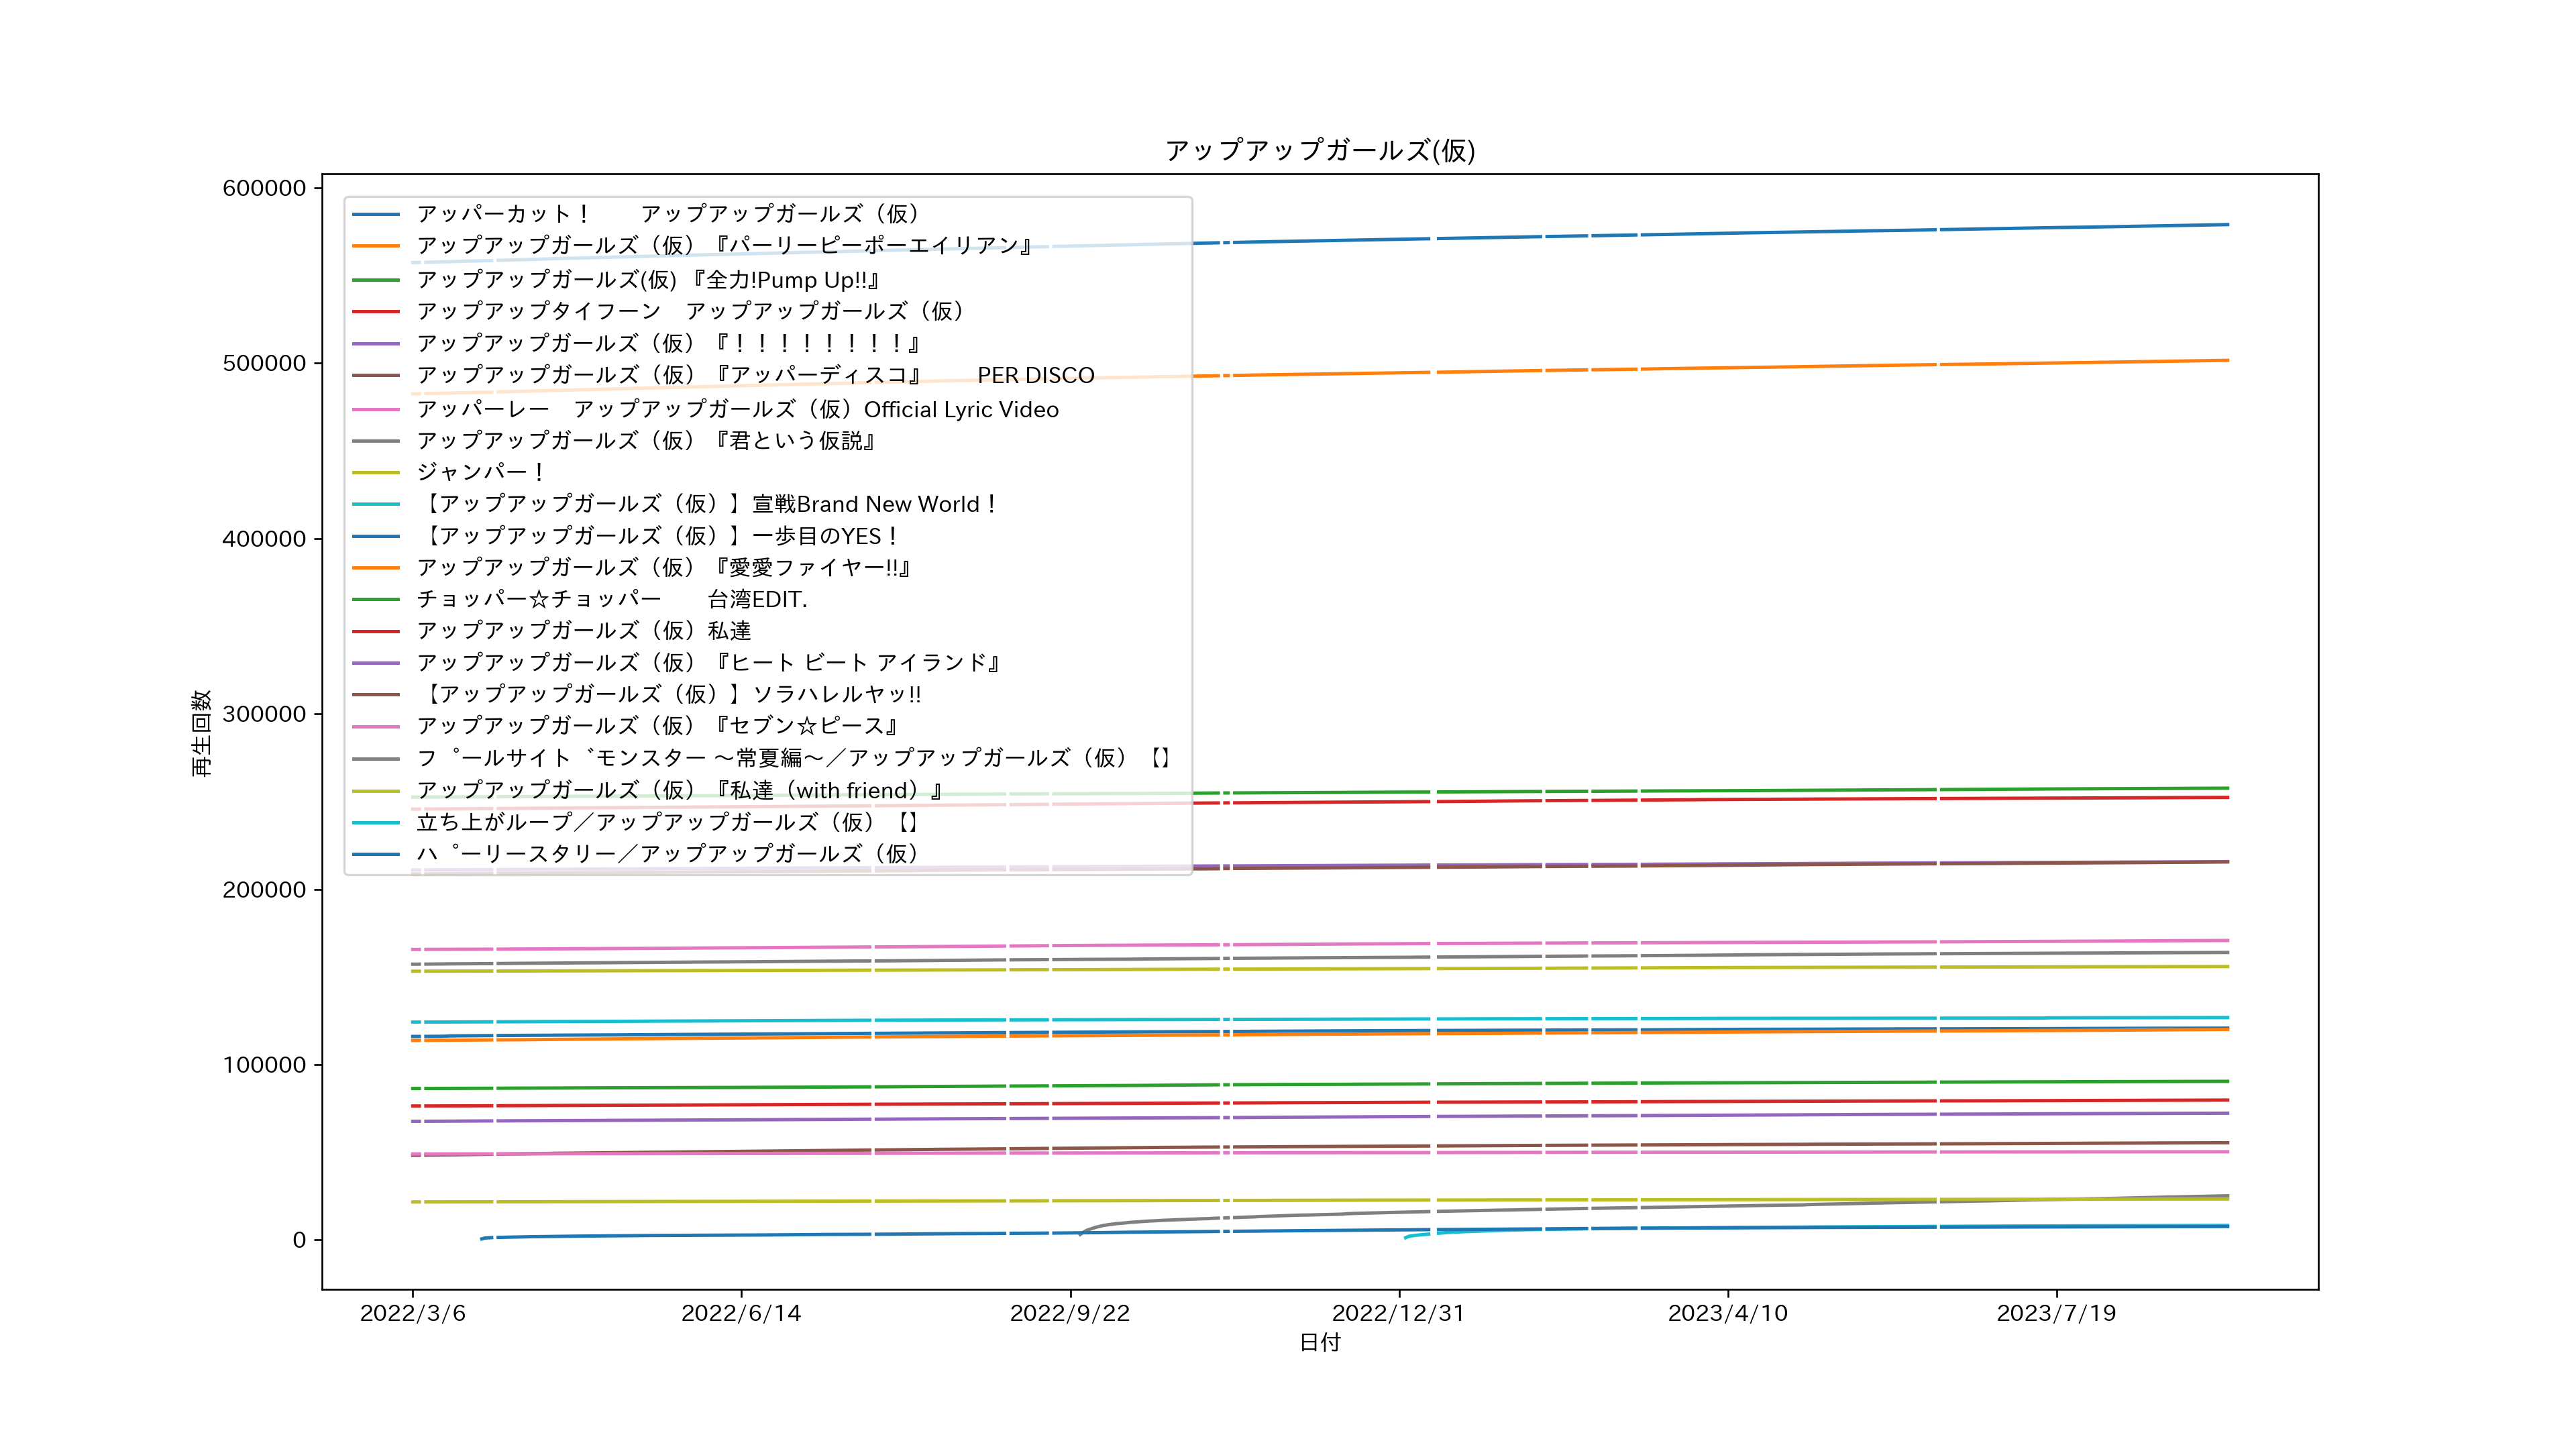 アップアップガールズ(仮)
600000
500000
400000
300000
200000
100000
0
再生回数
アッパーカット！　　アップアップガールズ（仮）
アップアップガールズ（仮）『パーリーピーポーエイリアン』
アップアップガールズ(仮) 『全力!Pump Up!!』
アップアップタイフーン　アップアップガールズ（仮）
アップアップガールズ（仮）『！！！！！！！！』
アップアップガールズ（仮）『アッパーディスコ』　　PER DISCO
アッパーレー　アップアップガールズ（仮）Official Lyric Video
アップアップガールズ（仮）『君という仮説』
ジャンパー！
【アップアップガールズ（仮）】宣戦Brand New World！
【アップアップガールズ（仮）】一歩目のYES！
アップアップガールズ（仮）『愛愛ファイヤー!!』
チョッパー☆チョッパー　　台湾EDIT.
アップアップガールズ（仮）私達
アップアップガールズ（仮）『ヒート ビート アイランド』
【アップアップガールズ（仮）】ソラハレルヤッ!!
アップアップガールズ（仮）『セブン☆ピース』
フ゜ールサイト゛モンスター 〜常夏編〜／アップアップガールズ（仮）【】
アップアップガールズ（仮）『私達（with friend）』
立ち上がループ／アップアップガールズ（仮）【】
ハ゜ーリースタリー／アップアップガールズ（仮）
2022/3/6
2022/6/14
2022/9/22
2022/12/31
2023/4/10
2023/7/19
日付